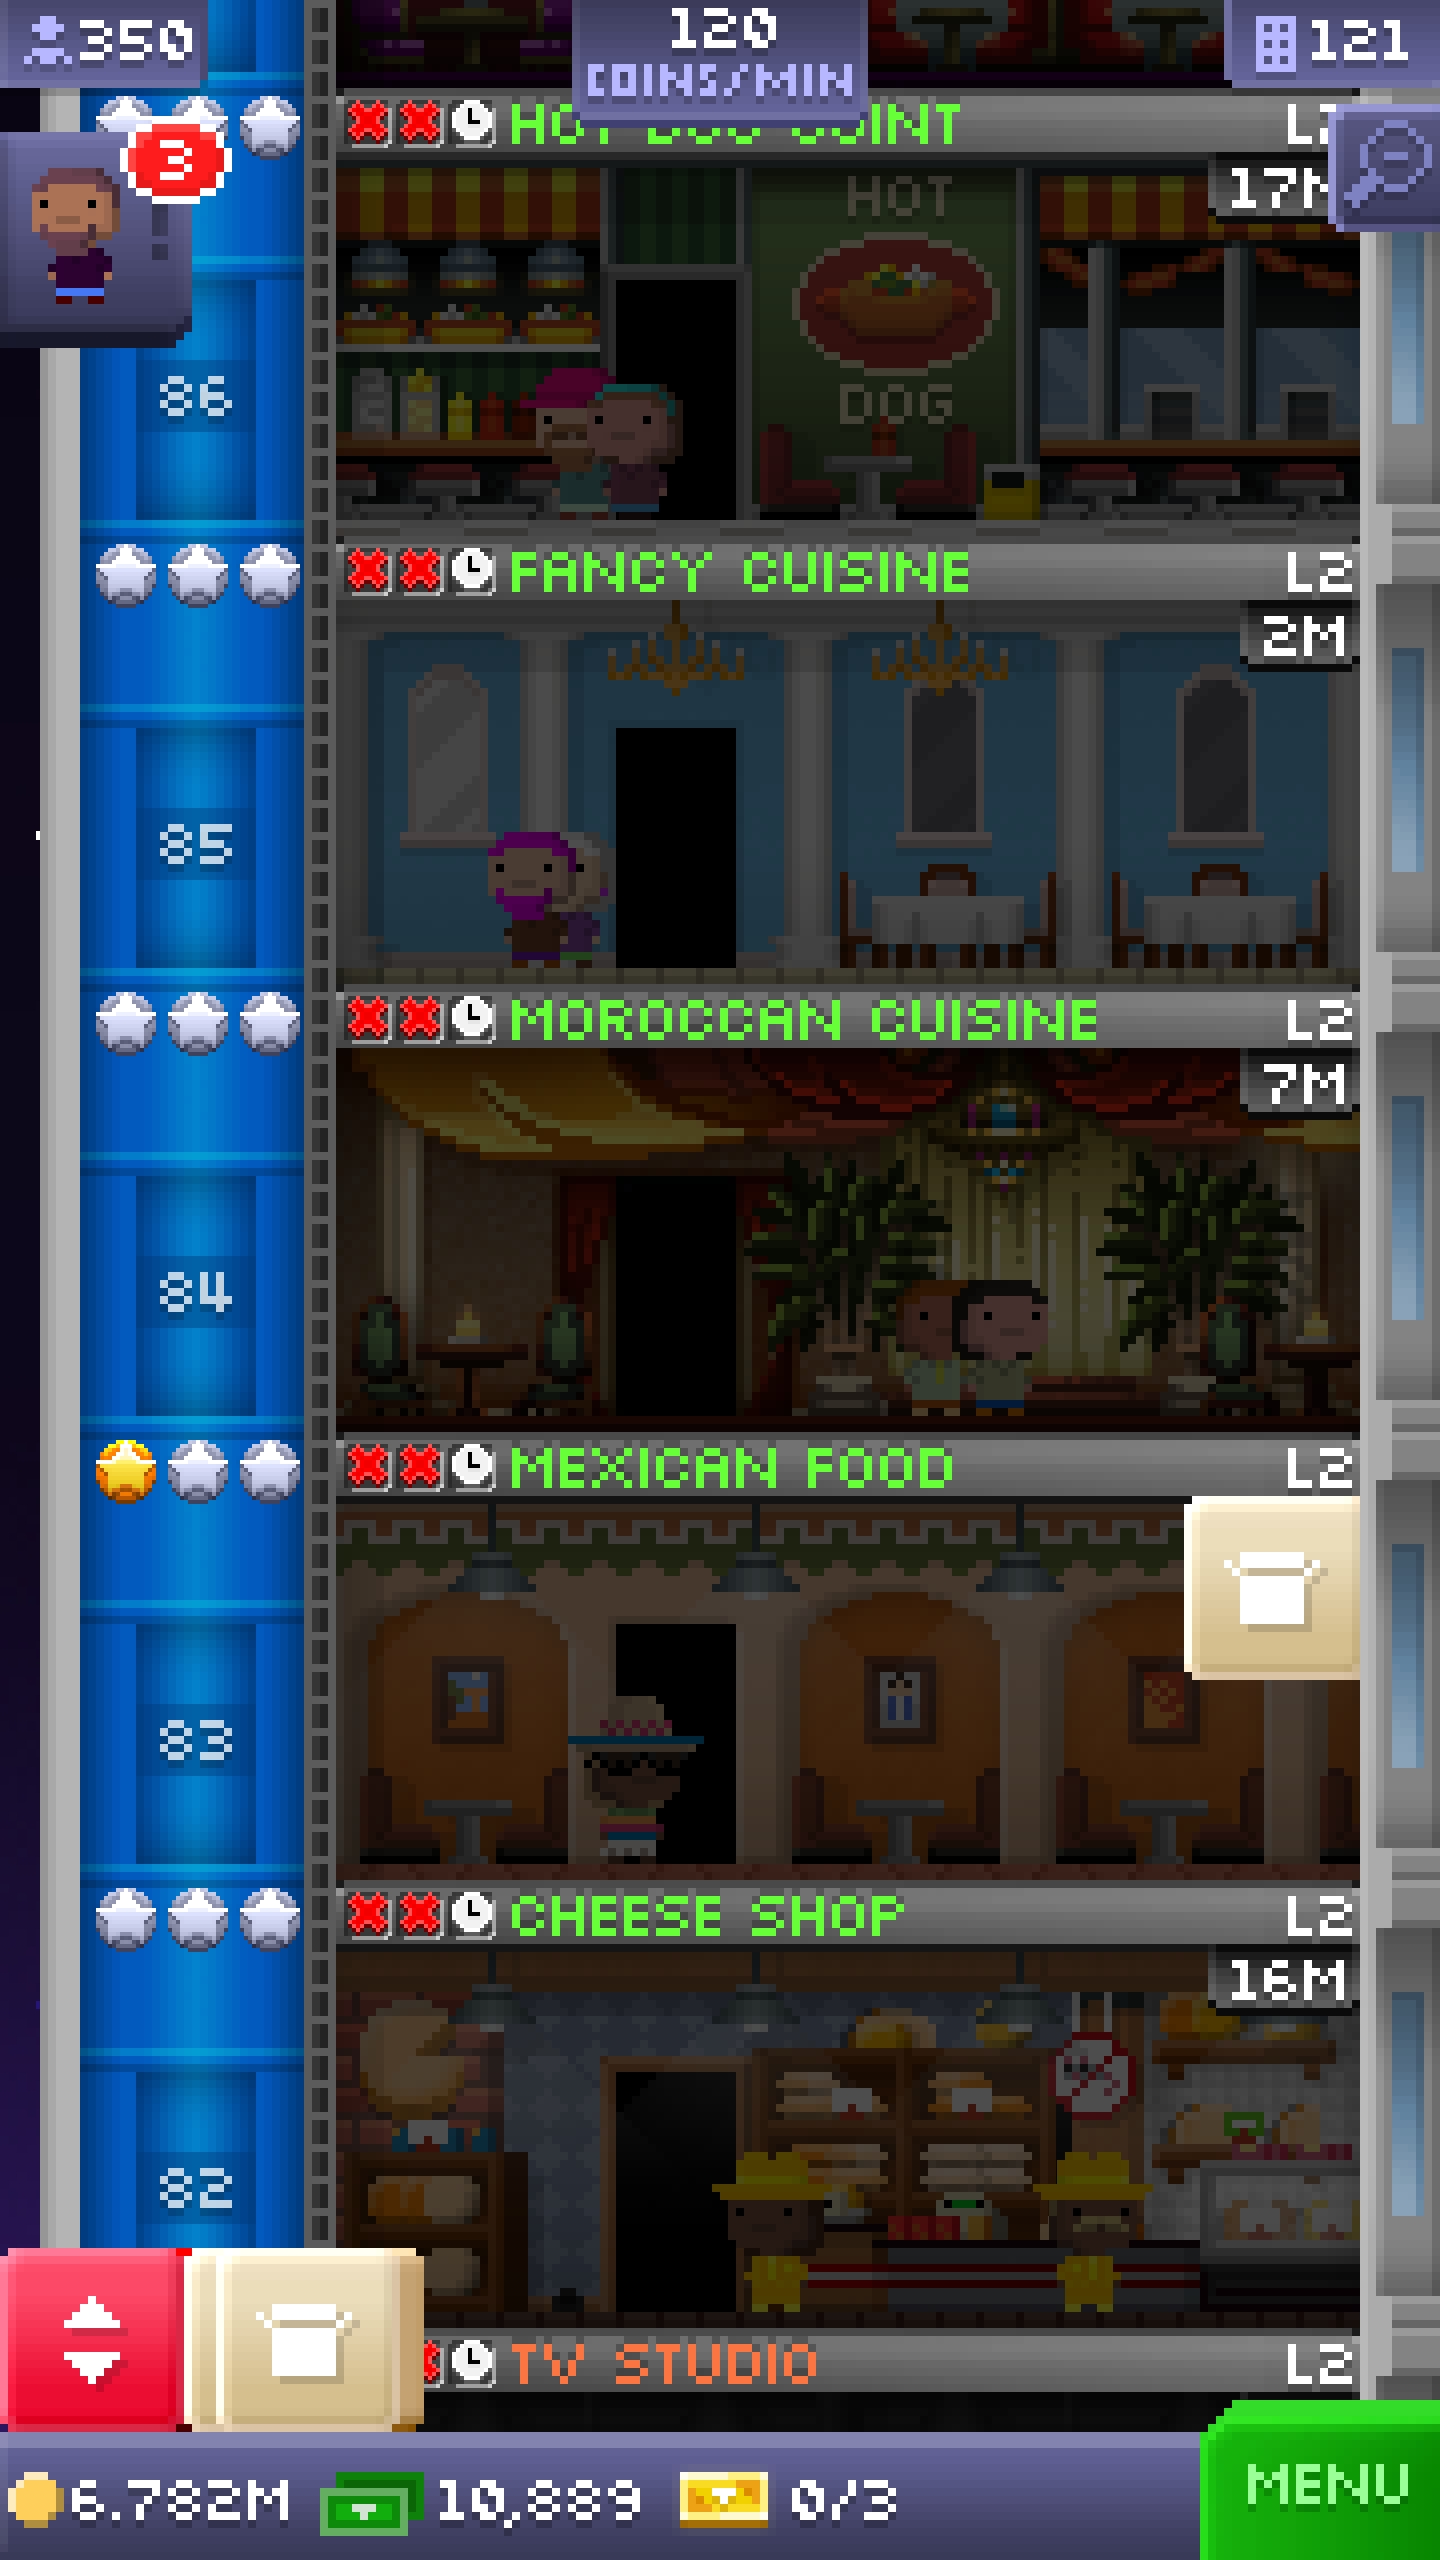 350
120
COINS/MIN
121
3
HOT DOG JOINT
L2
17M
HOT
DOG
86
FANCY CUISINE
L2
2M
85
MOROCCAN CUISINE
L2
7M
84
MEXICAN FOOD
L2
83
CHEESE SHOP
L2
16M
82
TV STUDIO
L2
6.782M
10,889
0/3
MENU